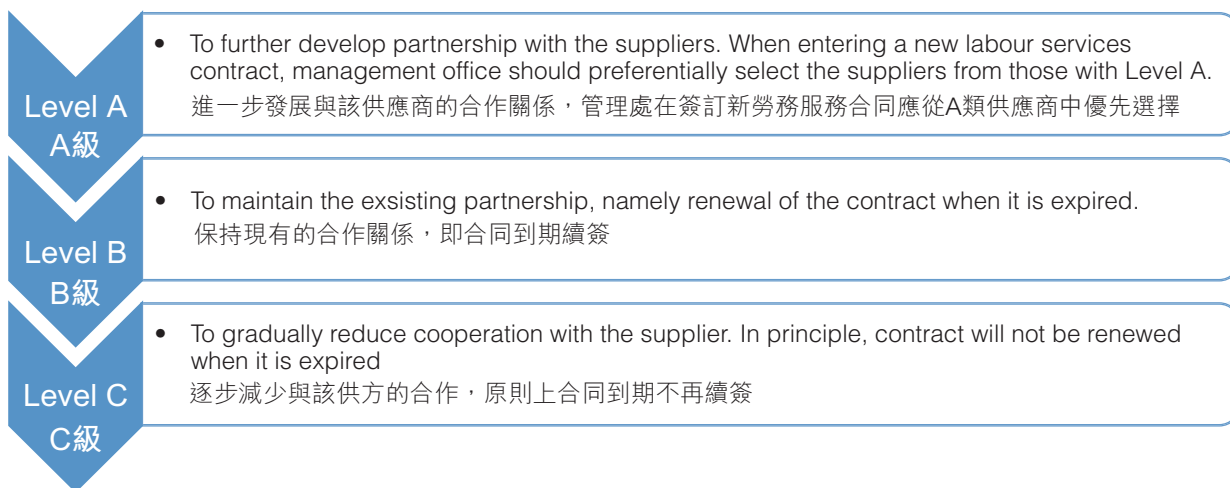 Level A
A級
• To further develop partnership with the suppliers. When entering a new labour services
contract, management office should preferentially select the suppliers from those with Level A.
進一步發展與該供應商的合作關係，管理處在簽訂新勞務服務合同應從A類供應商中優先選擇
Level B
B級
• To maintain the exsisting partnership, namely renewal of the contract when it is expired.
保持現有的合作關係，即合同到期續簽
Level C
C級
• To gradually reduce cooperation with the supplier. In principle, contract will not be renewed
when it is expired
逐步減少與該供方的合作，原則上合同到期不再續簽